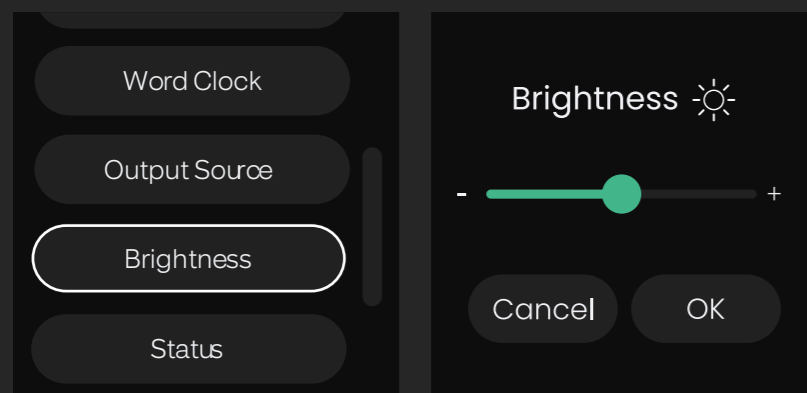 Word Clock
Output Source
Brightness
Status
Brightness
- +
Cancel OK